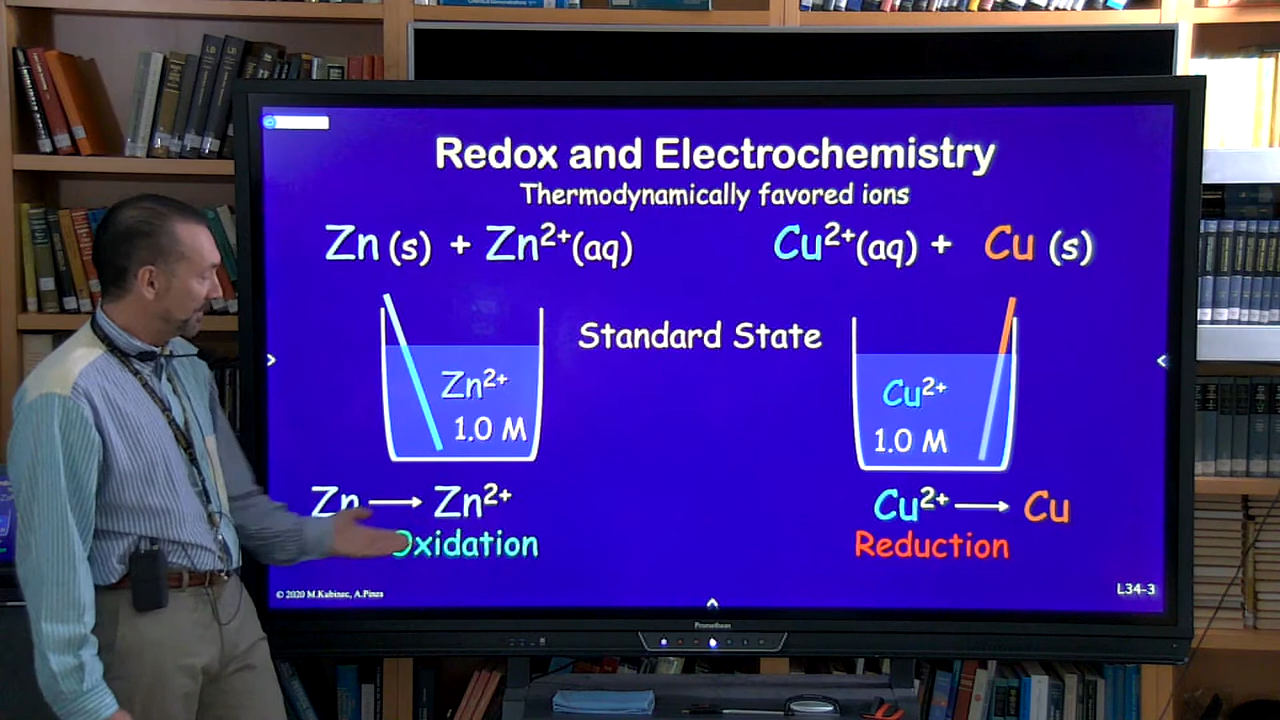 Redox and Electrochemistry
Thermodynamically favored ions
Zn (s) + Zn²⁺(aq) Cu²⁺(aq) + Cu (s)
Standard State
Zn²⁺
1.0 M
Cu²⁺
1.0 M
Zn ⟶ Zn²⁺
Oxidation
Cu²⁺ ⟶ Cu
Reduction
© 2020 M.Kubinec, A.Pines
L34-3
Promethean